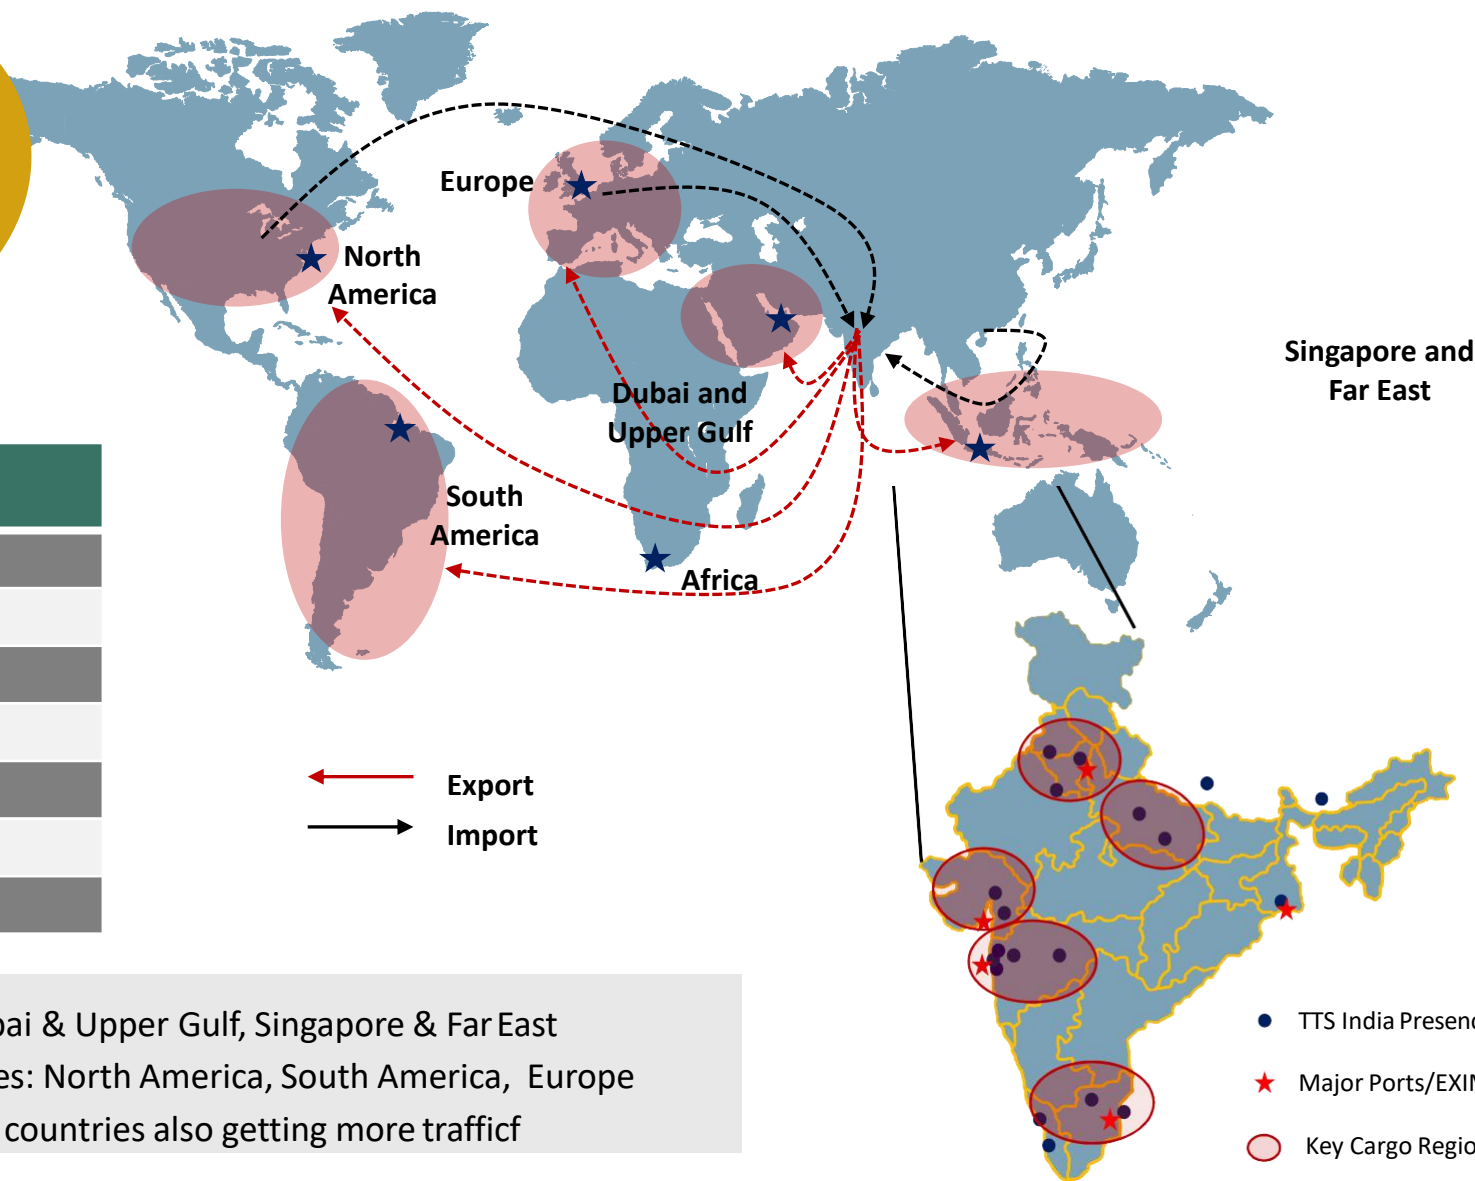 Europe
North
America
Singapore and
Far East
Dubai and
Upper Gulf
South
America
Africa
Export
Import
bai & Upper Gulf, Singapore & Far East
es: North America, South America, Europe
countries also getting more trafficf
TTS India Presenc
Major Ports/EXIM
Key Cargo Regio